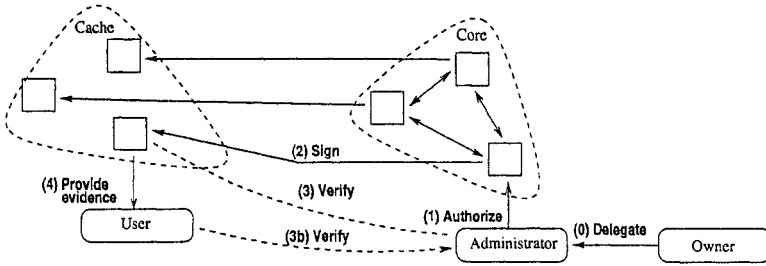 Cache
Core
(2) Sign
(4) Provide
evidence
(3) Verify
(1) Authorize
(0) Delegate
User
(3b) Verify
Administrator
Owner